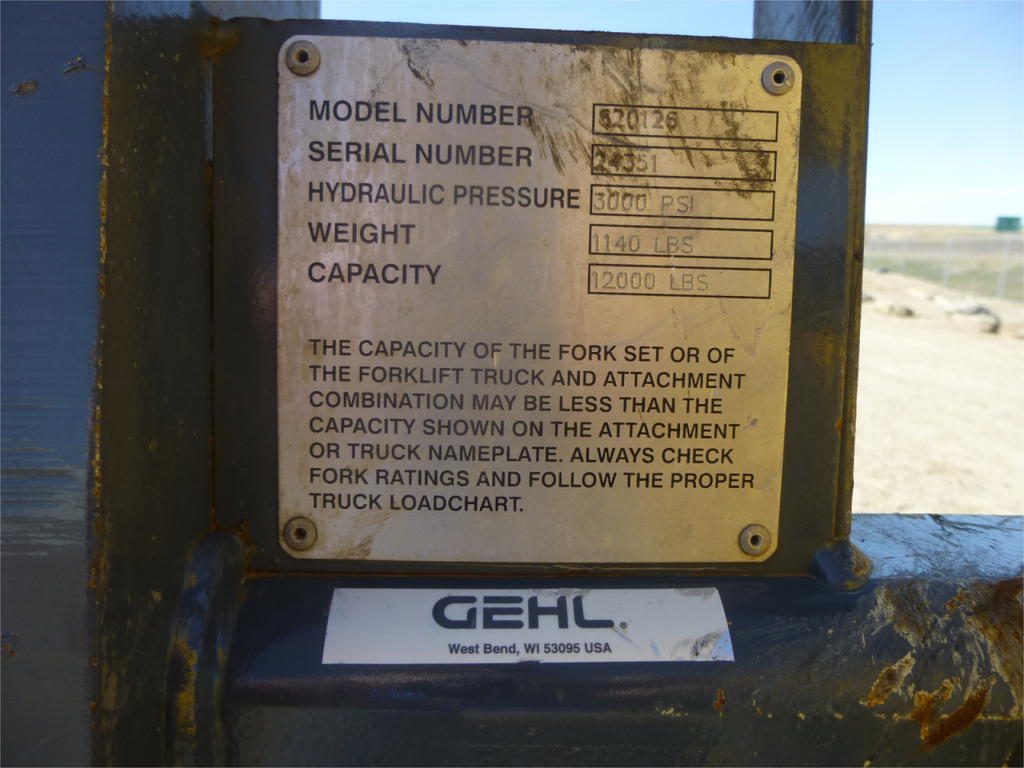 MODEL NUMBER 820126
SERIAL NUMBER 24351
HYDRAULIC PRESSURE 3000 PSI
WEIGHT 1140 LBS
CAPACITY 12000 LBS
THE CAPACITY OF THE FORK SET OR OF
THE FORKLIFT TRUCK AND ATTACHMENT
COMBINATION MAY BE LESS THAN THE
CAPACITY SHOWN ON THE ATTACHMENT
OR TRUCK NAMEPLATE. ALWAYS CHECK
FORK RATINGS AND FOLLOW THE PROPER
TRUCK LOADCHART.
GEHL.
West Bend, WI 53095 USA